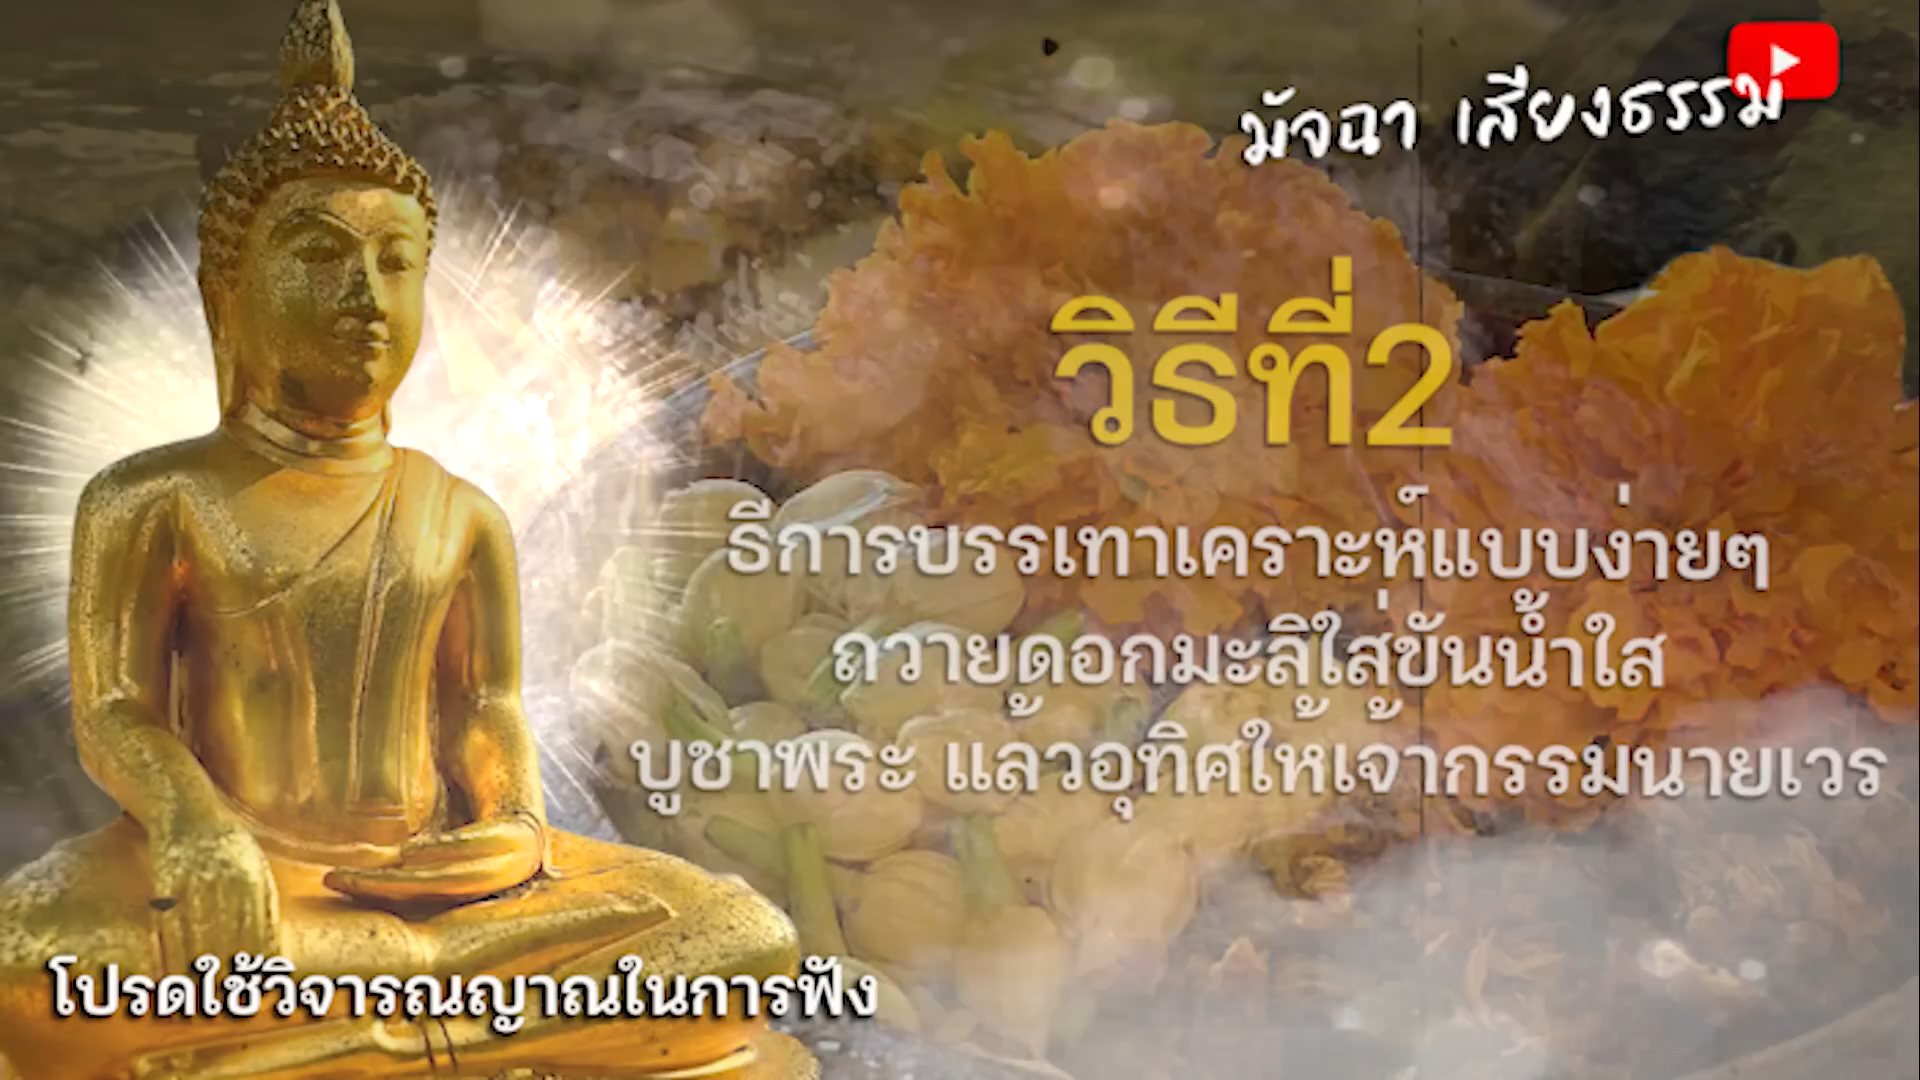 มัจฉา เสียงธรรม
วิธีที่2
ธีการบรรเทาเคราะห์แบบง่ายๆ
ถวายดอกมะลิใส่ขันน้ำใส
บูชาพระ แล้วอุทิศให้เจ้ากรรมนายเวร
โปรดใช้วิจารณญาณในการฟัง